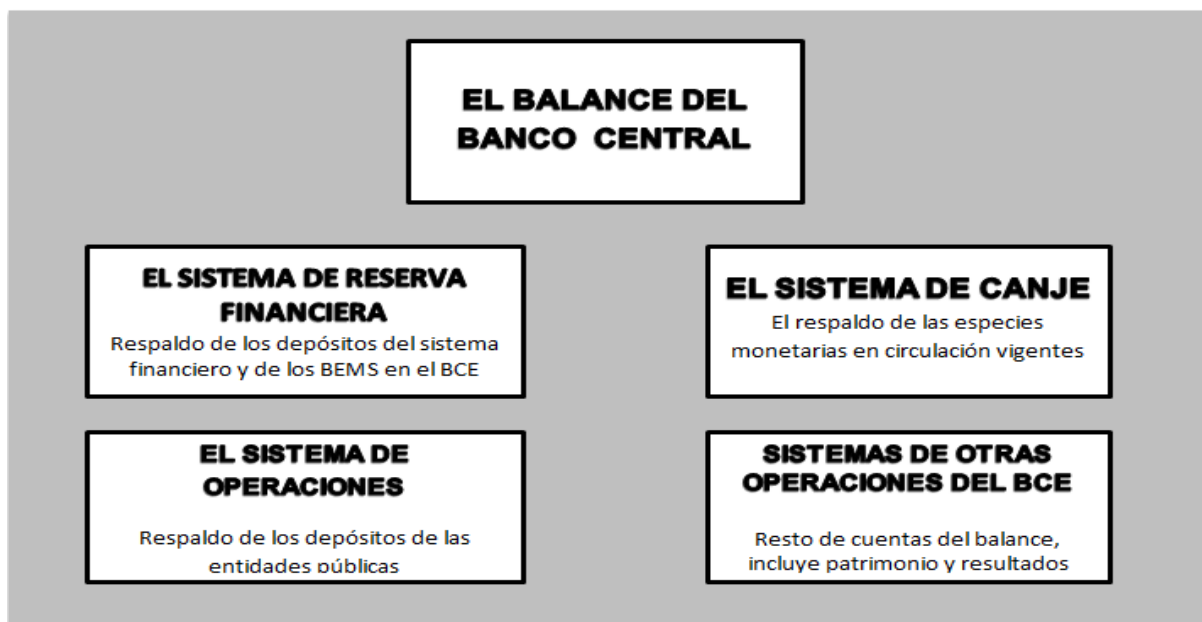 EL BALANCE DEL
BANCO CENTRAL
EL SISTEMA DE RESERVA
FINANCIERA
Respaldo de los depósitos del sistema
financiero y de los BEMS en el BCE
EL SISTEMA DE CANJE
El respaldo de las especies
monetarias en circulación vigentes
EL SISTEMA DE
OPERACIONES
Respaldo de los depósitos de las
entidades públicas
SISTEMAS DE OTRAS
OPERACIONES DEL BCE
Resto de cuentas del balance,
incluye patrimonio y resultados